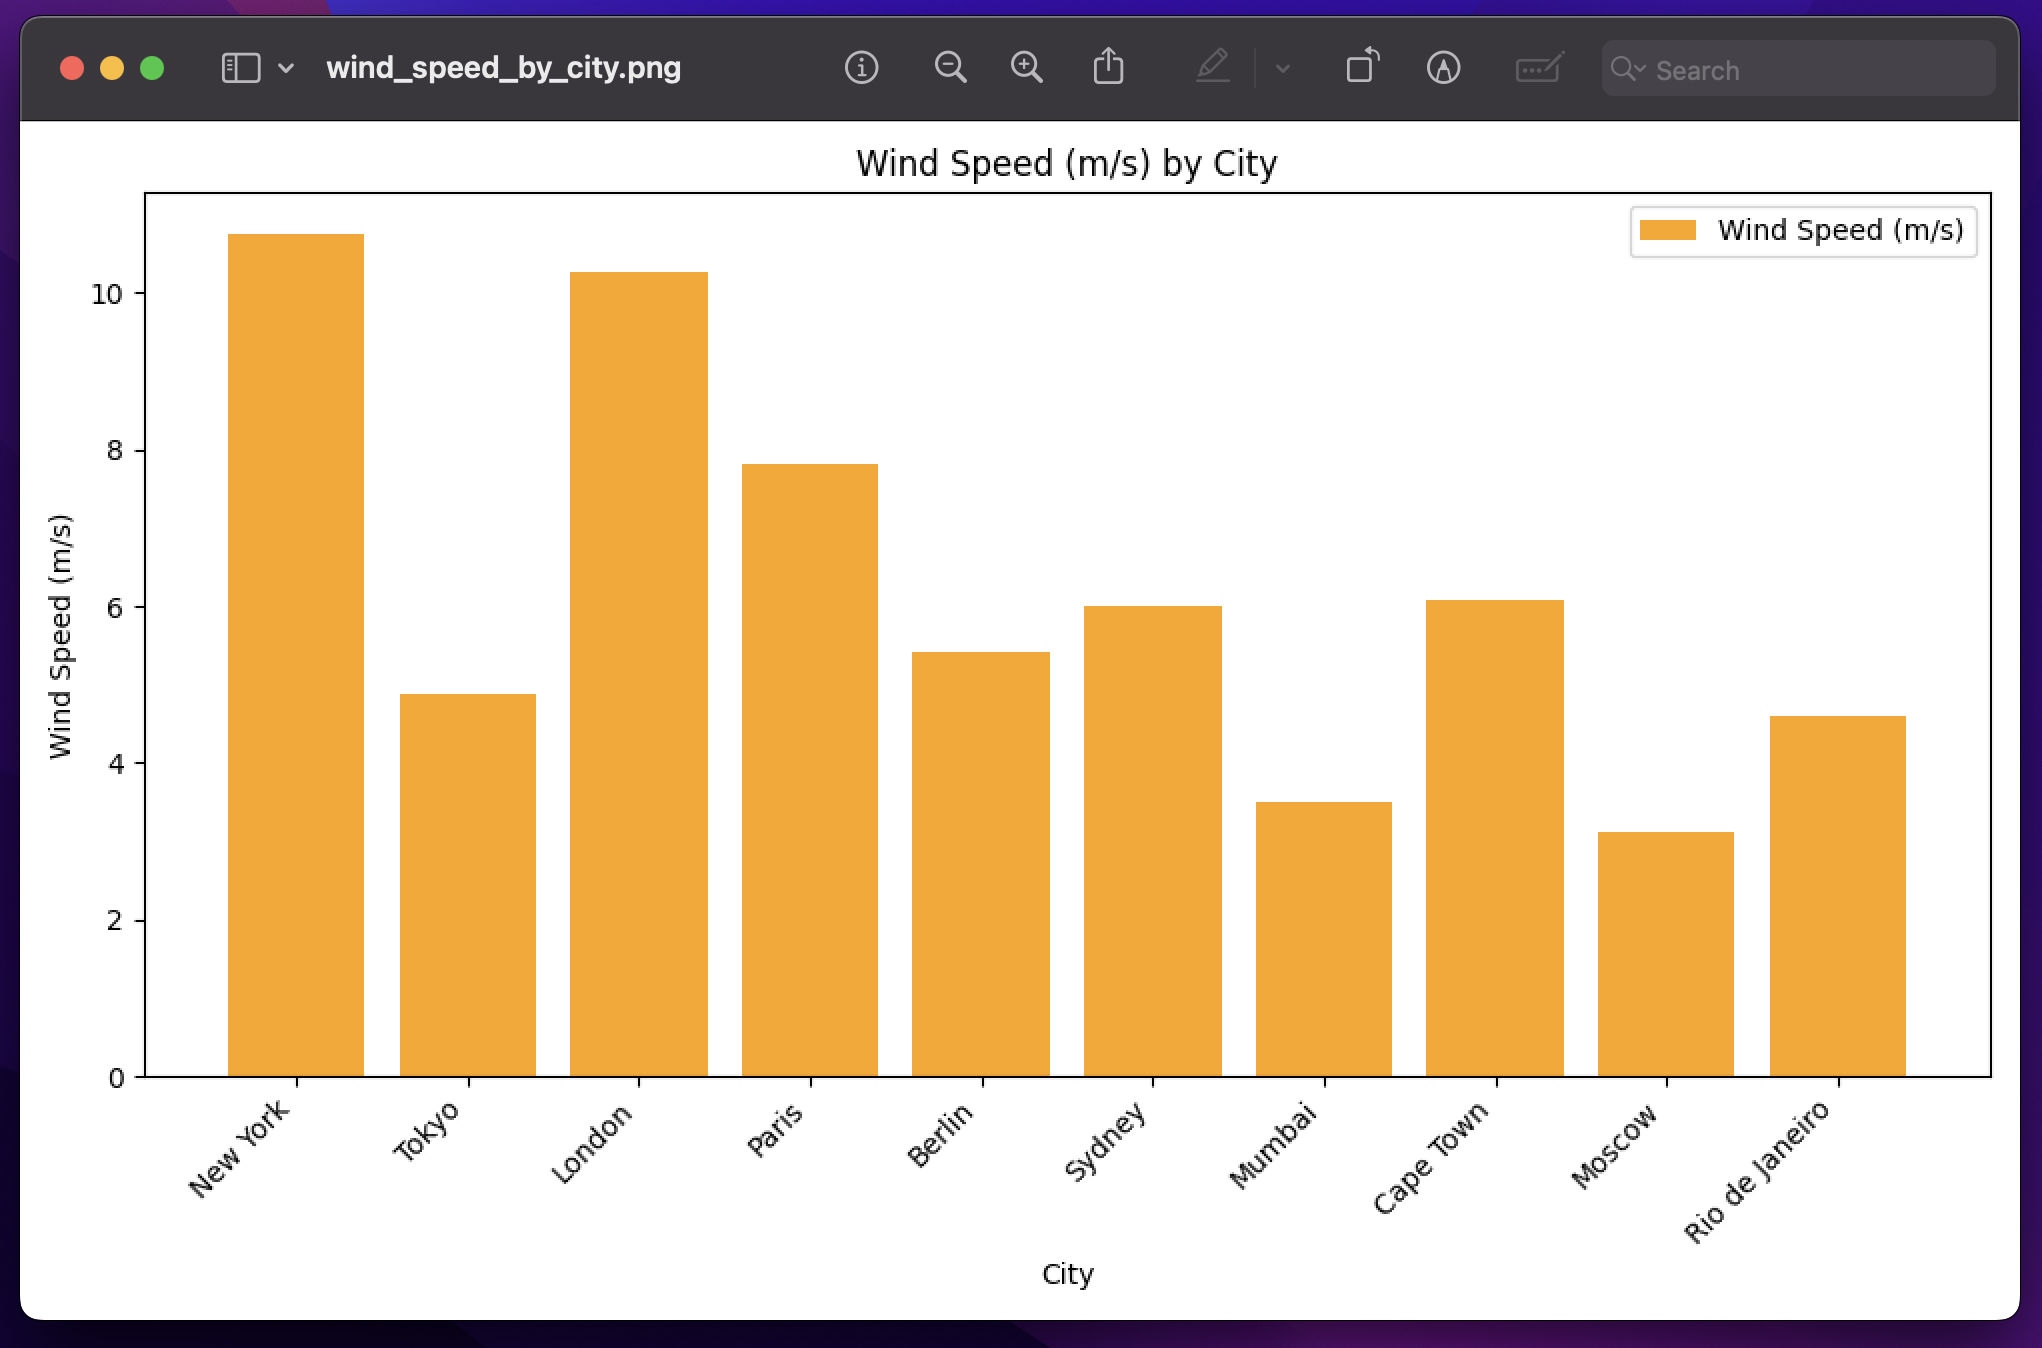 wind_speed_by_city.png
Search
Wind Speed (m/s) by City
Wind Speed (m/s)
10
8
6
4
2
0
Wind Speed (m/s)
New York
Tokyo
London
Paris
Berlin
Sydney
Mumbai
Cape Town
Moscow
Rio de Janeiro
City